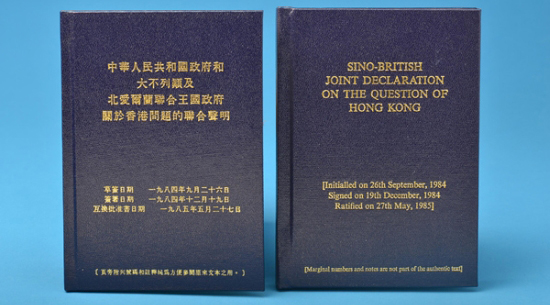 中華人民共和國政府和
大不列顛及
北愛爾蘭聯合王國政府
關於香港問題的聯合聲明
草簽日期 一九八四年九月二十六日
簽署日期 一九八四年十二月十九日
互換批准書日期 一九八五年五月二十七日
SINO-BRITISH
JOINT DECLARATION
ON THE QUESTION OF
HONG KONG
[Initialled on 26th September, 1984
Signed on 19th December, 1984
Ratified on 27th May, 1985]
[Marginal numbers and notes are not part of the authentic text]